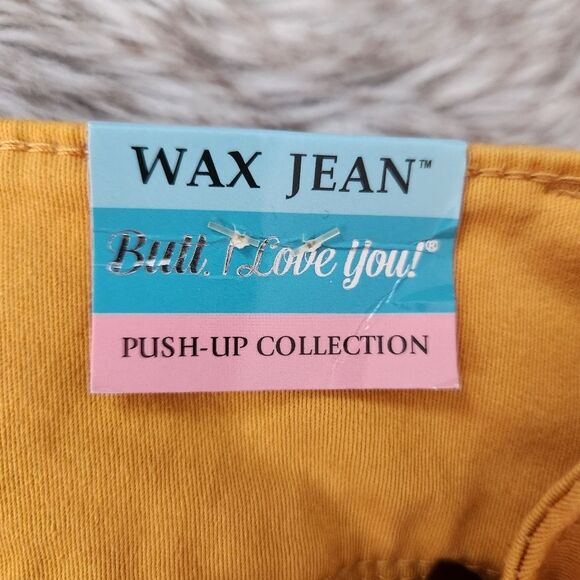 WAX JEAN™
Butt, I Love You!®
PUSH-UP COLLECTION